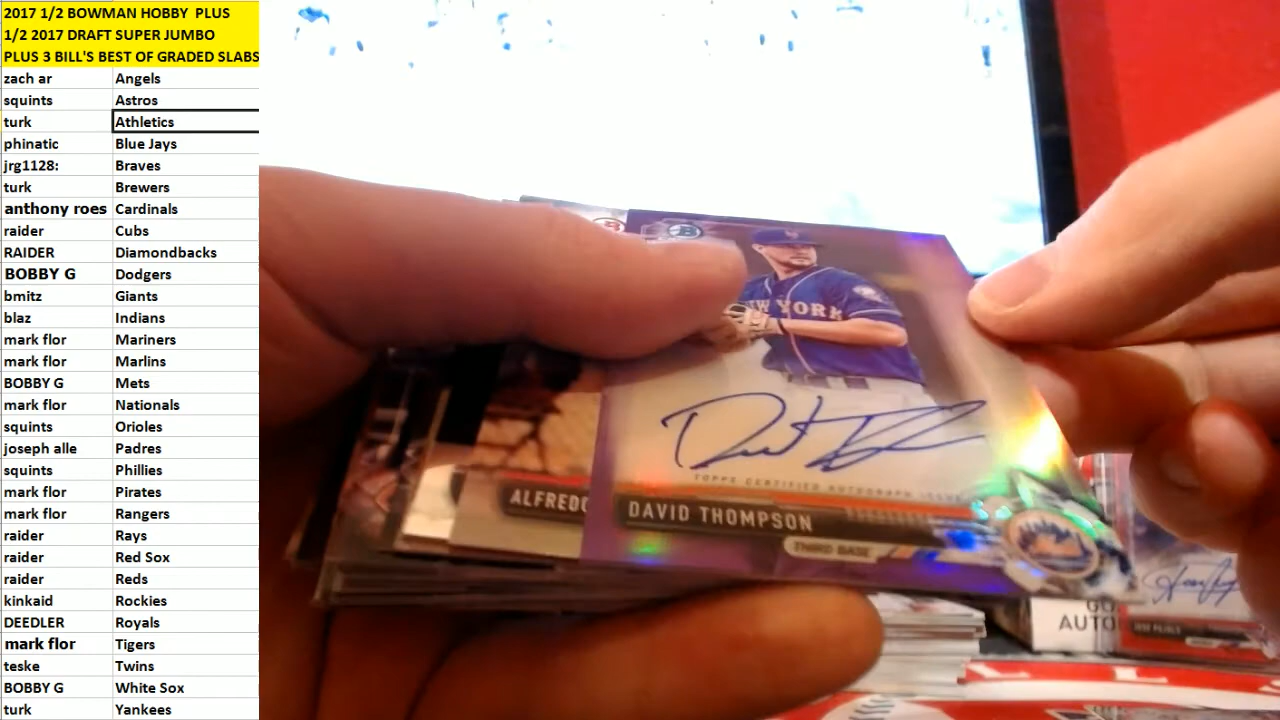 2017 1/2 BOWMAN HOBBY PLUS
1/2 2017 DRAFT SUPER JUMBO
PLUS 3 BILL'S BEST OF GRADED SLABS
zach ar Angels
squints Astros
turk Athletics
phinatic Blue Jays
jrg1128: Braves
turk Brewers
anthony roes Cardinals
raider Cubs
RAIDER Diamondbacks
BOBBY G Dodgers
bmitz Giants
blaz Indians
mark flor Mariners
mark flor Marlins
BOBBY G Mets
mark flor Nationals
squints Orioles
joseph alle Padres
squints Phillies
mark flor Pirates
mark flor Rangers
raider Rays
raider Red Sox
raider Reds
kinkaid Rockies
DEEDLER Royals
mark flor Tigers
teske Twins
BOBBY G White Sox
turk Yankees
YORK
TOPPS CERTIFIED AUTOGRAPH ISSUE
ALFREDO
DAVID THOMPSON
THIRD BASE
AUTO